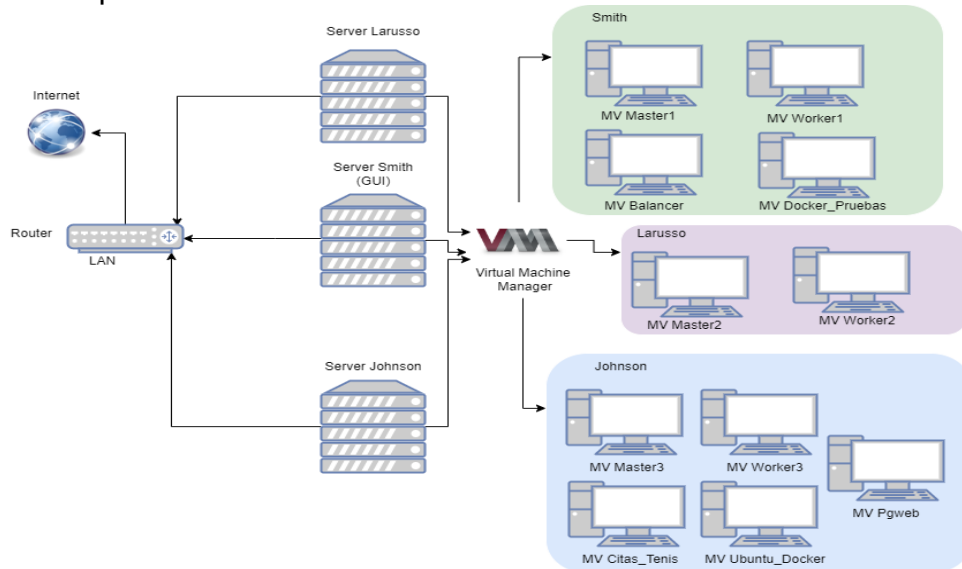 Server Larusso
Smith
Internet
MV Master1
MV Worker1
Server Smith
(GUI)
MV Balancer
MV Docker_Pruebas
Router
LAN
VM
Virtual Machine
Manager
Larusso
MV Master2
MV Worker2
Server Johnson
Johnson
MV Master3
MV Worker3
MV Pgweb
MV Citas_Tenis
MV Ubuntu_Docker